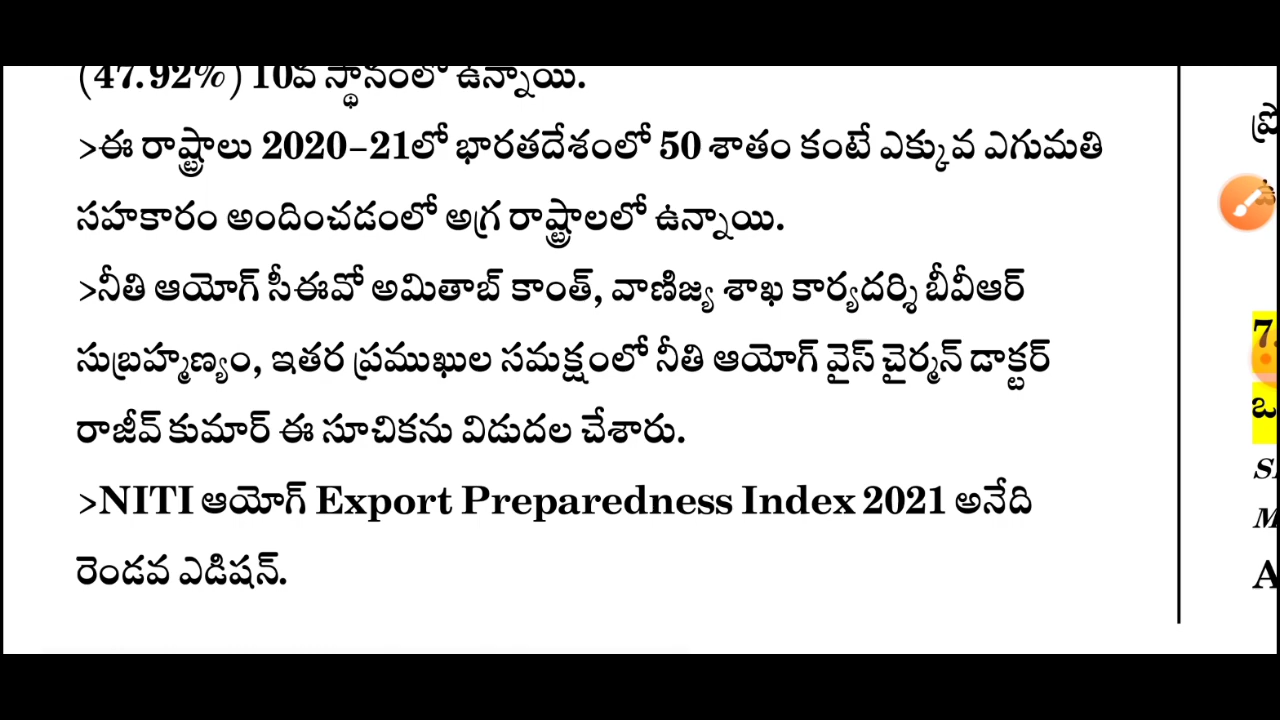 (47.92%) 10వ స్థానంలో ఉన్నాయి.
>ఈ రాష్ట్రాలు 2020-21లో భారతదేశంలో 50 శాతం కంటే ఎక్కువ ఎగుమతి
సహకారం అందించడంలో అగ్ర రాష్ట్రాలలో ఉన్నాయి.
>నీతి ఆయోగ్ సీఈవో అమితాబ్ కాంత్, వాణిజ్య శాఖ కార్యదర్శి బీవీఆర్
సుబ్రహ్మణ్యం, ఇతర ప్రముఖుల సమక్షంలో నీతి ఆయోగ్ వైస్ చైర్మన్ డాక్టర్
రాజీవ్ కుమార్ ఈ సూచికను విడుదల చేశారు.
>NITI ఆయోగ్ Export Preparedness Index 2021 అనేది
రెండవ ఎడిషన్.